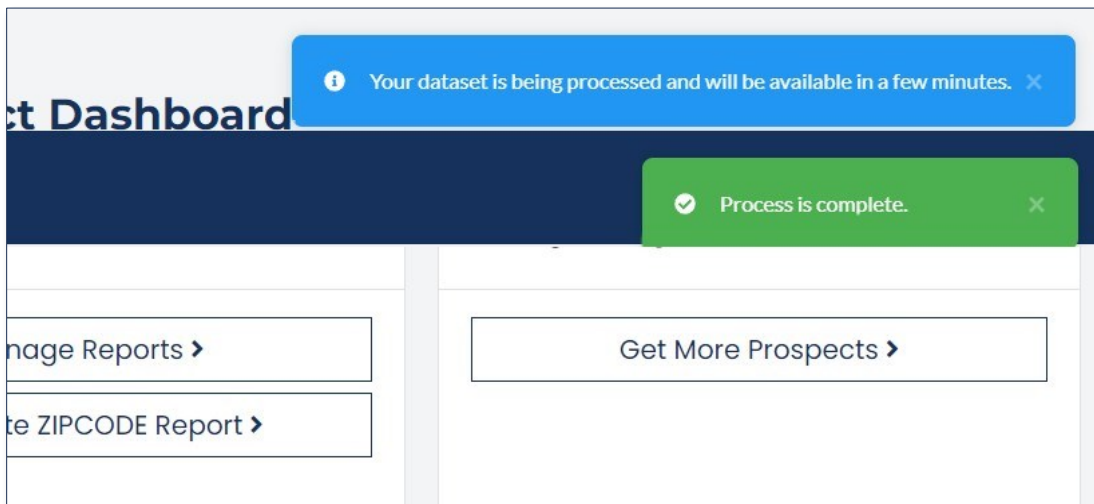 Your dataset is being processed and will be available in a few minutes. ×
ct Dashboard
Process is complete. ×
nage Reports >
Get More Prospects >
te ZIPCODE Report >